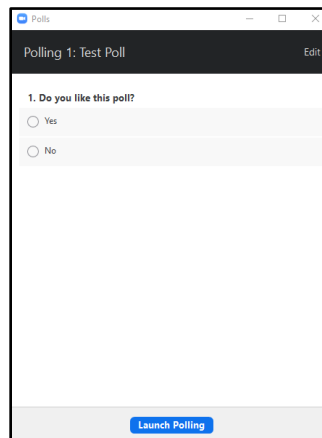 Polls
Polling 1: Test Poll Edit
1. Do you like this poll?
Yes
No
Launch Polling